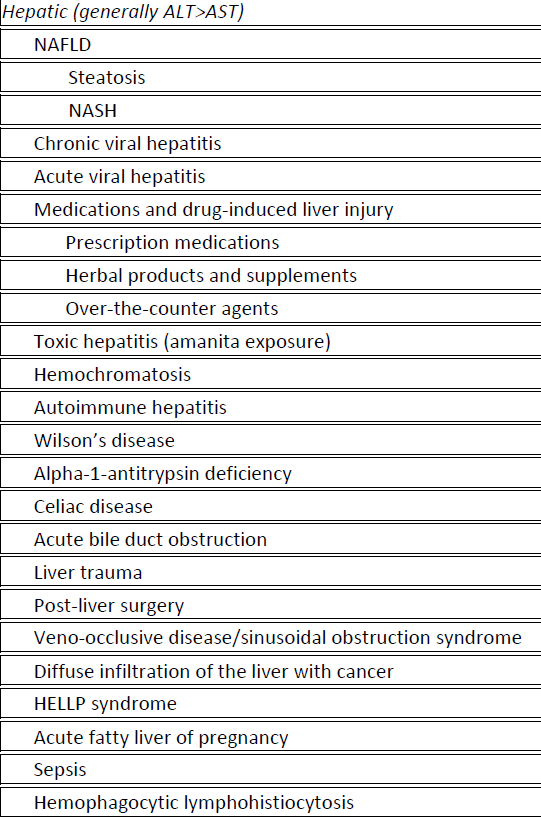 Hepatic (generally ALT>AST)
NAFLD
Steatosis
NASH
Chronic viral hepatitis
Acute viral hepatitis
Medications and drug-induced liver injury
Prescription medications
Herbal products and supplements
Over-the-counter agents
Toxic hepatitis (amanita exposure)
Hemochromatosis
Autoimmune hepatitis
Wilson’s disease
Alpha-1-antitrypsin deficiency
Celiac disease
Acute bile duct obstruction
Liver trauma
Post-liver surgery
Veno-occlusive disease/sinusoidal obstruction syndrome
Diffuse infiltration of the liver with cancer
HELLP syndrome
Acute fatty liver of pregnancy
Sepsis
Hemophagocytic lymphohistiocytosis